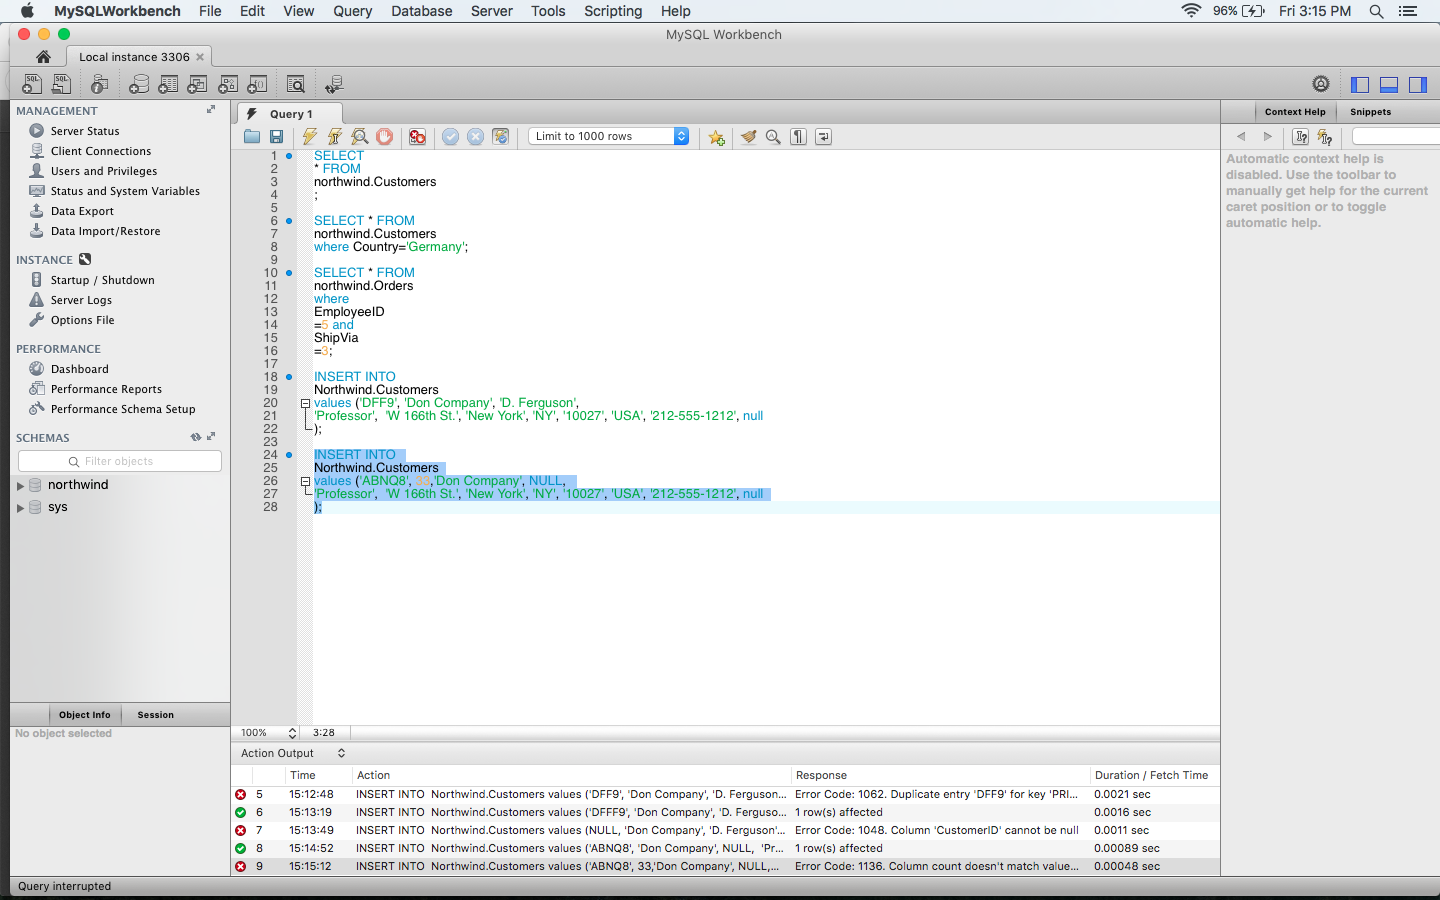 MySQLWorkbench File Edit View Query Database Server Tools Scripting Help 96% Fri 3:15 PM
MySQL Workbench
Local instance 3306
MANAGEMENT
Server Status
Client Connections
Users and Privileges
Status and System Variables
Data Export
Data Import/Restore
INSTANCE
Startup / Shutdown
Server Logs
Options File
PERFORMANCE
Dashboard
Performance Reports
Performance Schema Setup
SCHEMAS
Filter objects
northwind
sys
Object Info Session
No object selected
Query 1
Limit to 1000 rows
1 SELECT
2 * FROM
3 northwind.Customers
4 ;
5
6 SELECT * FROM
7 northwind.Customers
8 where Country='Germany';
9
10 SELECT * FROM
11 northwind.Orders
12 where
13 EmployeeID
14 =5 and
15 ShipVia
16 =3;
17
18 INSERT INTO
19 Northwind.Customers
20 values ('DFF9', 'Don Company', 'D. Ferguson',
21 'Professor', 'W 166th St.', 'New York', 'NY', '10027', 'USA', '212-555-1212', null
22 );
23
24 INSERT INTO
25 Northwind.Customers
26 values ('ABNQ8', 33,'Don Company', NULL,
27 'Professor', 'W 166th St.', 'New York', 'NY', '10027', 'USA', '212-555-1212', null
28 );
100% 3:28
Action Output
Time Action Response Duration / Fetch Time
5 15:12:48 INSERT INTO Northwind.Customers values ('DFF9', 'Don Company', 'D. Ferguson... Error Code: 1062. Duplicate entry 'DFF9' for key 'PRI... 0.0021 sec
6 15:13:19 INSERT INTO Northwind.Customers values ('DFFF9', 'Don Company', 'D. Ferguso... 1 row(s) affected 0.0016 sec
7 15:13:49 INSERT INTO Northwind.Customers values (NULL, 'Don Company', 'D. Ferguson'... Error Code: 1048. Column 'CustomerID' cannot be null 0.0011 sec
8 15:14:52 INSERT INTO Northwind.Customers values ('ABNQ8', 'Don Company', NULL, 'Pr... 1 row(s) affected 0.00089 sec
9 15:15:12 INSERT INTO Northwind.Customers values ('ABNQ8', 33,'Don Company', NULL,... Error Code: 1136. Column count doesn't match value... 0.00048 sec
Context Help Snippets
Automatic context help is
disabled. Use the toolbar to
manually get help for the current
caret position or to toggle
automatic help.
Query interrupted